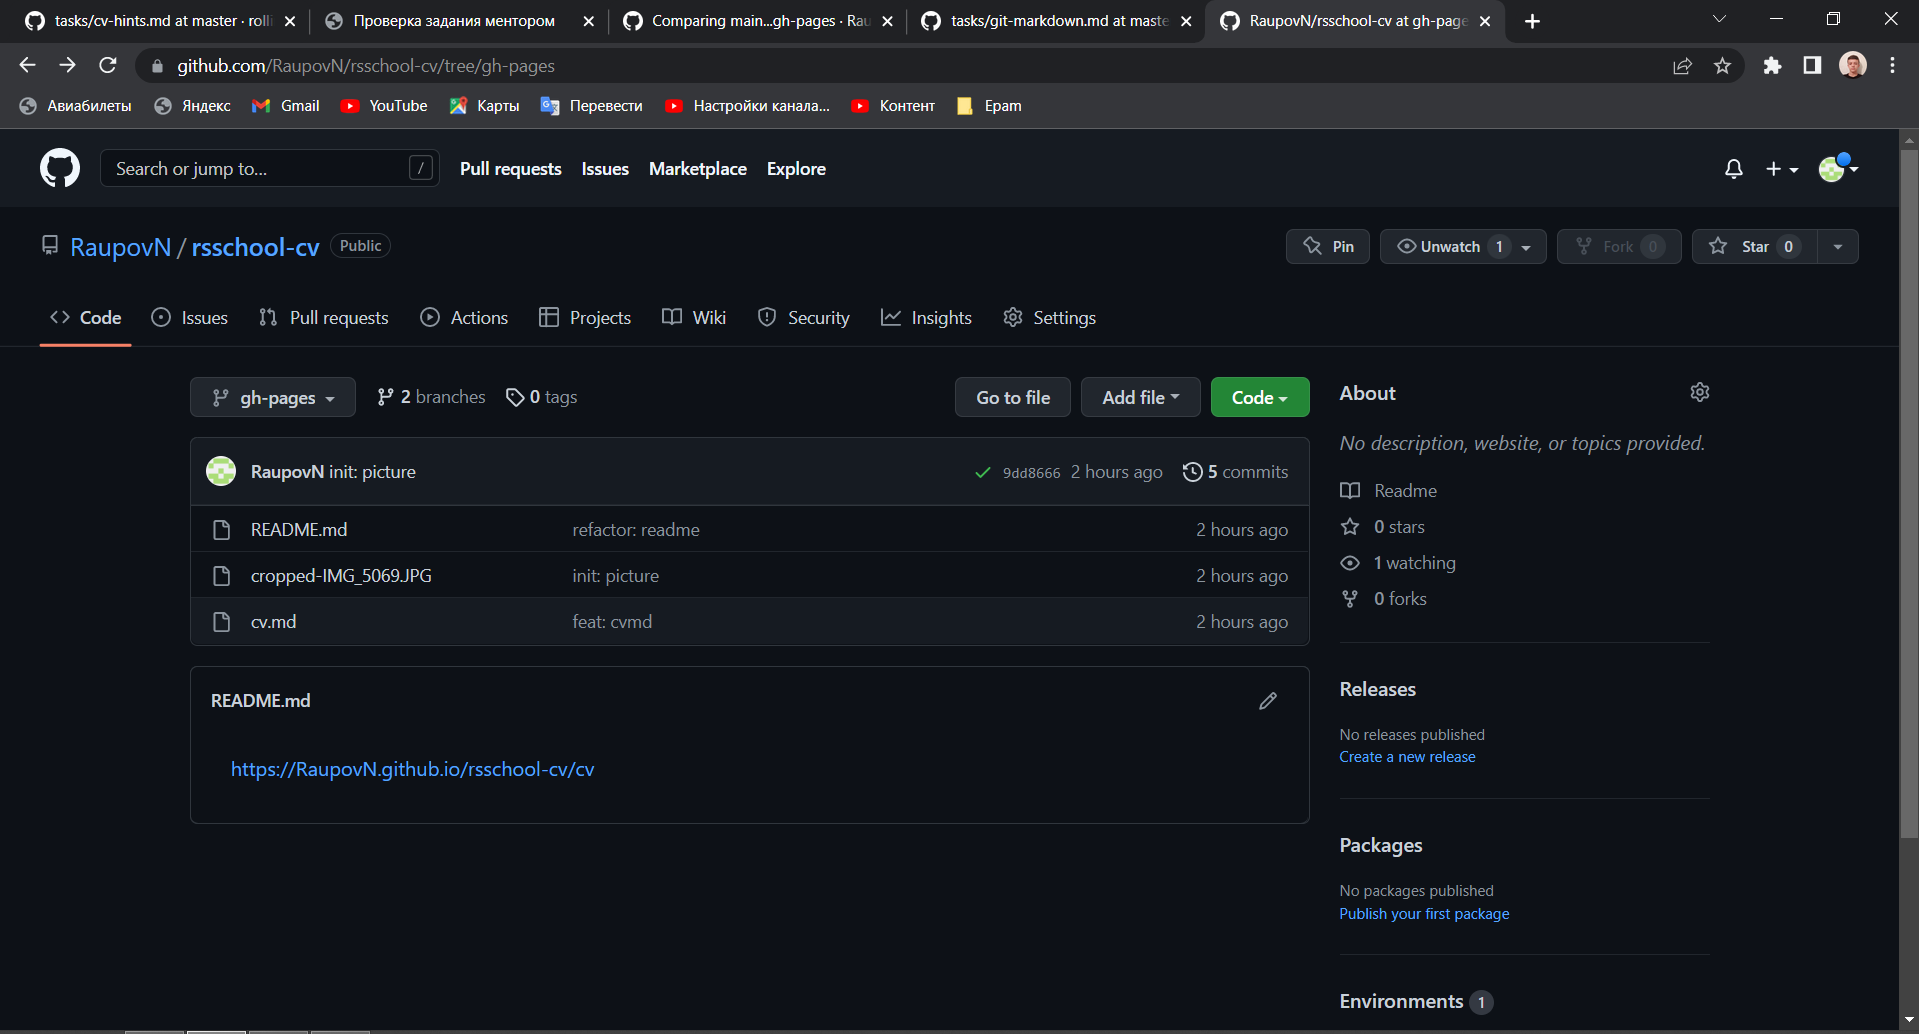 tasks/cv-hints.md at master · rolli
Проверка задания ментором
Comparing main...gh-pages · Rau
tasks/git-markdown.md at maste
RaupovN/rsschool-cv at gh-page
github.com/RaupovN/rsschool-cv/tree/gh-pages
Авиабилеты
Яндекс
Gmail
YouTube
Карты
Перевести
Настройки канала...
Контент
Epam
Search or jump to...
/
Pull requests
Issues
Marketplace
Explore
RaupovN / rsschool-cv
Public
Pin
Unwatch 1
Fork 0
Star 0
Code
Issues
Pull requests
Actions
Projects
Wiki
Security
Insights
Settings
gh-pages
2 branches
0 tags
Go to file
Add file
Code
RaupovN init: picture
9dd8666 2 hours ago
5 commits
README.md
refactor: readme
2 hours ago
cropped-IMG_5069.JPG
init: picture
2 hours ago
cv.md
feat: cvmd
2 hours ago
README.md
https://RaupovN.github.io/rsschool-cv/cv
About
No description, website, or topics provided.
Readme
0 stars
1 watching
0 forks
Releases
No releases published
Create a new release
Packages
No packages published
Publish your first package
Environments 1